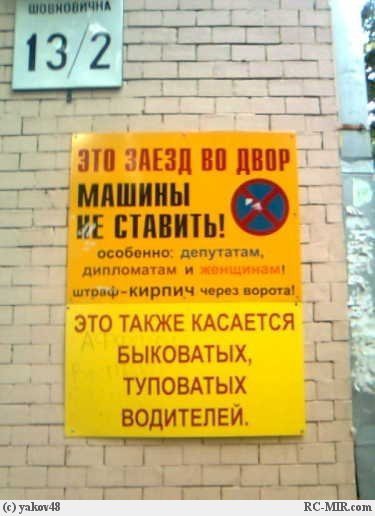 ШОВКОВИЧНА
13/2
ЭТО ЗАЕЗД ВО ДВОР
МАШИНЫ
НЕ СТАВИТЬ!
особенно: депутатам,
дипломатам и женщинам!
штраф-кирпич через ворота!
ЭТО ТАКЖЕ КАСАЕТСЯ
БЫКОВАТЫХ,
ТУПОВАТЫХ
ВОДИТЕЛЕЙ.
(c) yakov48 RC-MIR.com